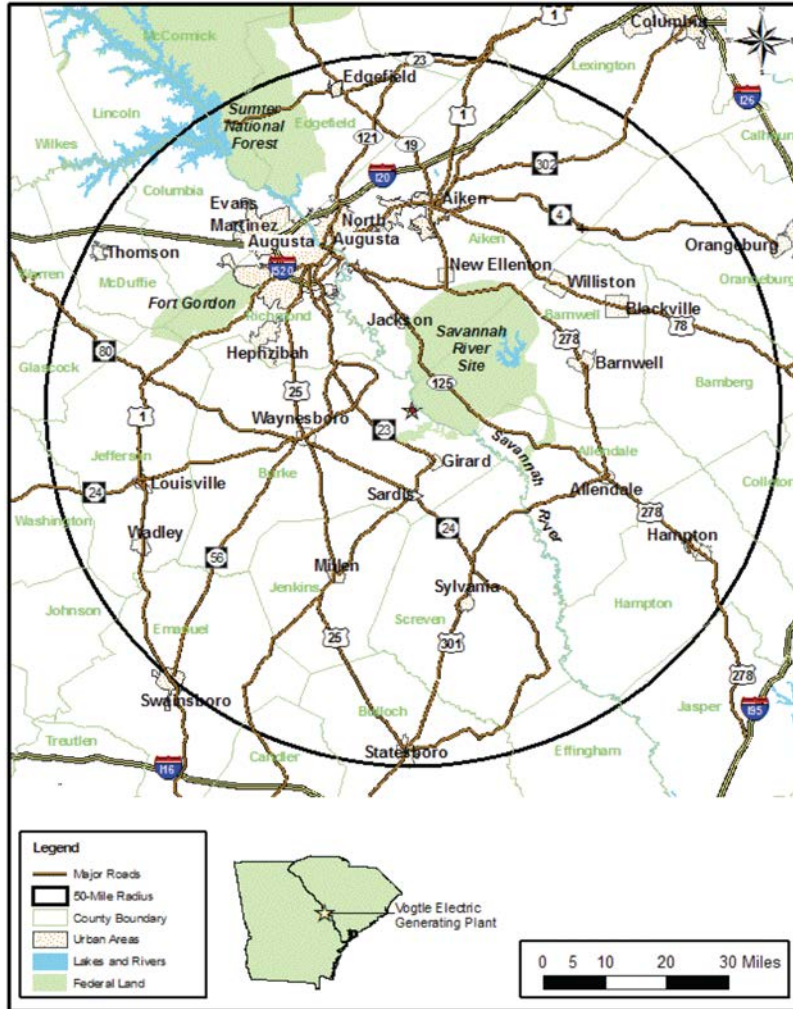 1
Columbia
McCormick
23
Edgefield
Lexington
I26
Lincoln
Sumter
National
Forest
Edgefield
1
Calhoun
Wilkes
121
19
302
Columbia
I20
Aiken
Evans
Martinez
North
Augusta
Augusta
4
Aiken
Orangeburg
Thomson
New Ellenton
Warren
McDuffie
I520
Williston
Orangeburg
Fort Gordon
Richmond
Jackson
Savannah
River
Site
Barnwell
Blackville
278
78
80
Hephzibah
Barnwell
Glascock
25
125
Bamberg
1
Waynesboro
23
Savannah
River
Jefferson
Burke
Girard
Allendale
Colleton
24
Louisville
Sardis
Allendale
Washington
278
Wadley
24
Hampton
56
Millen
Jenkins
Sylvania
Johnson
Emanuel
Screven
Hampton
25
301
278
Swainsboro
Jasper
I95
Bulloch
Treutlen
Statesboro
Effingham
Candler
I16
Legend
Major Roads
50-Mile Radius
County Boundary
Urban Areas
Lakes and Rivers
Federal Land
Vogtle Electric
Generating Plant
0 5 10 20 30 Miles